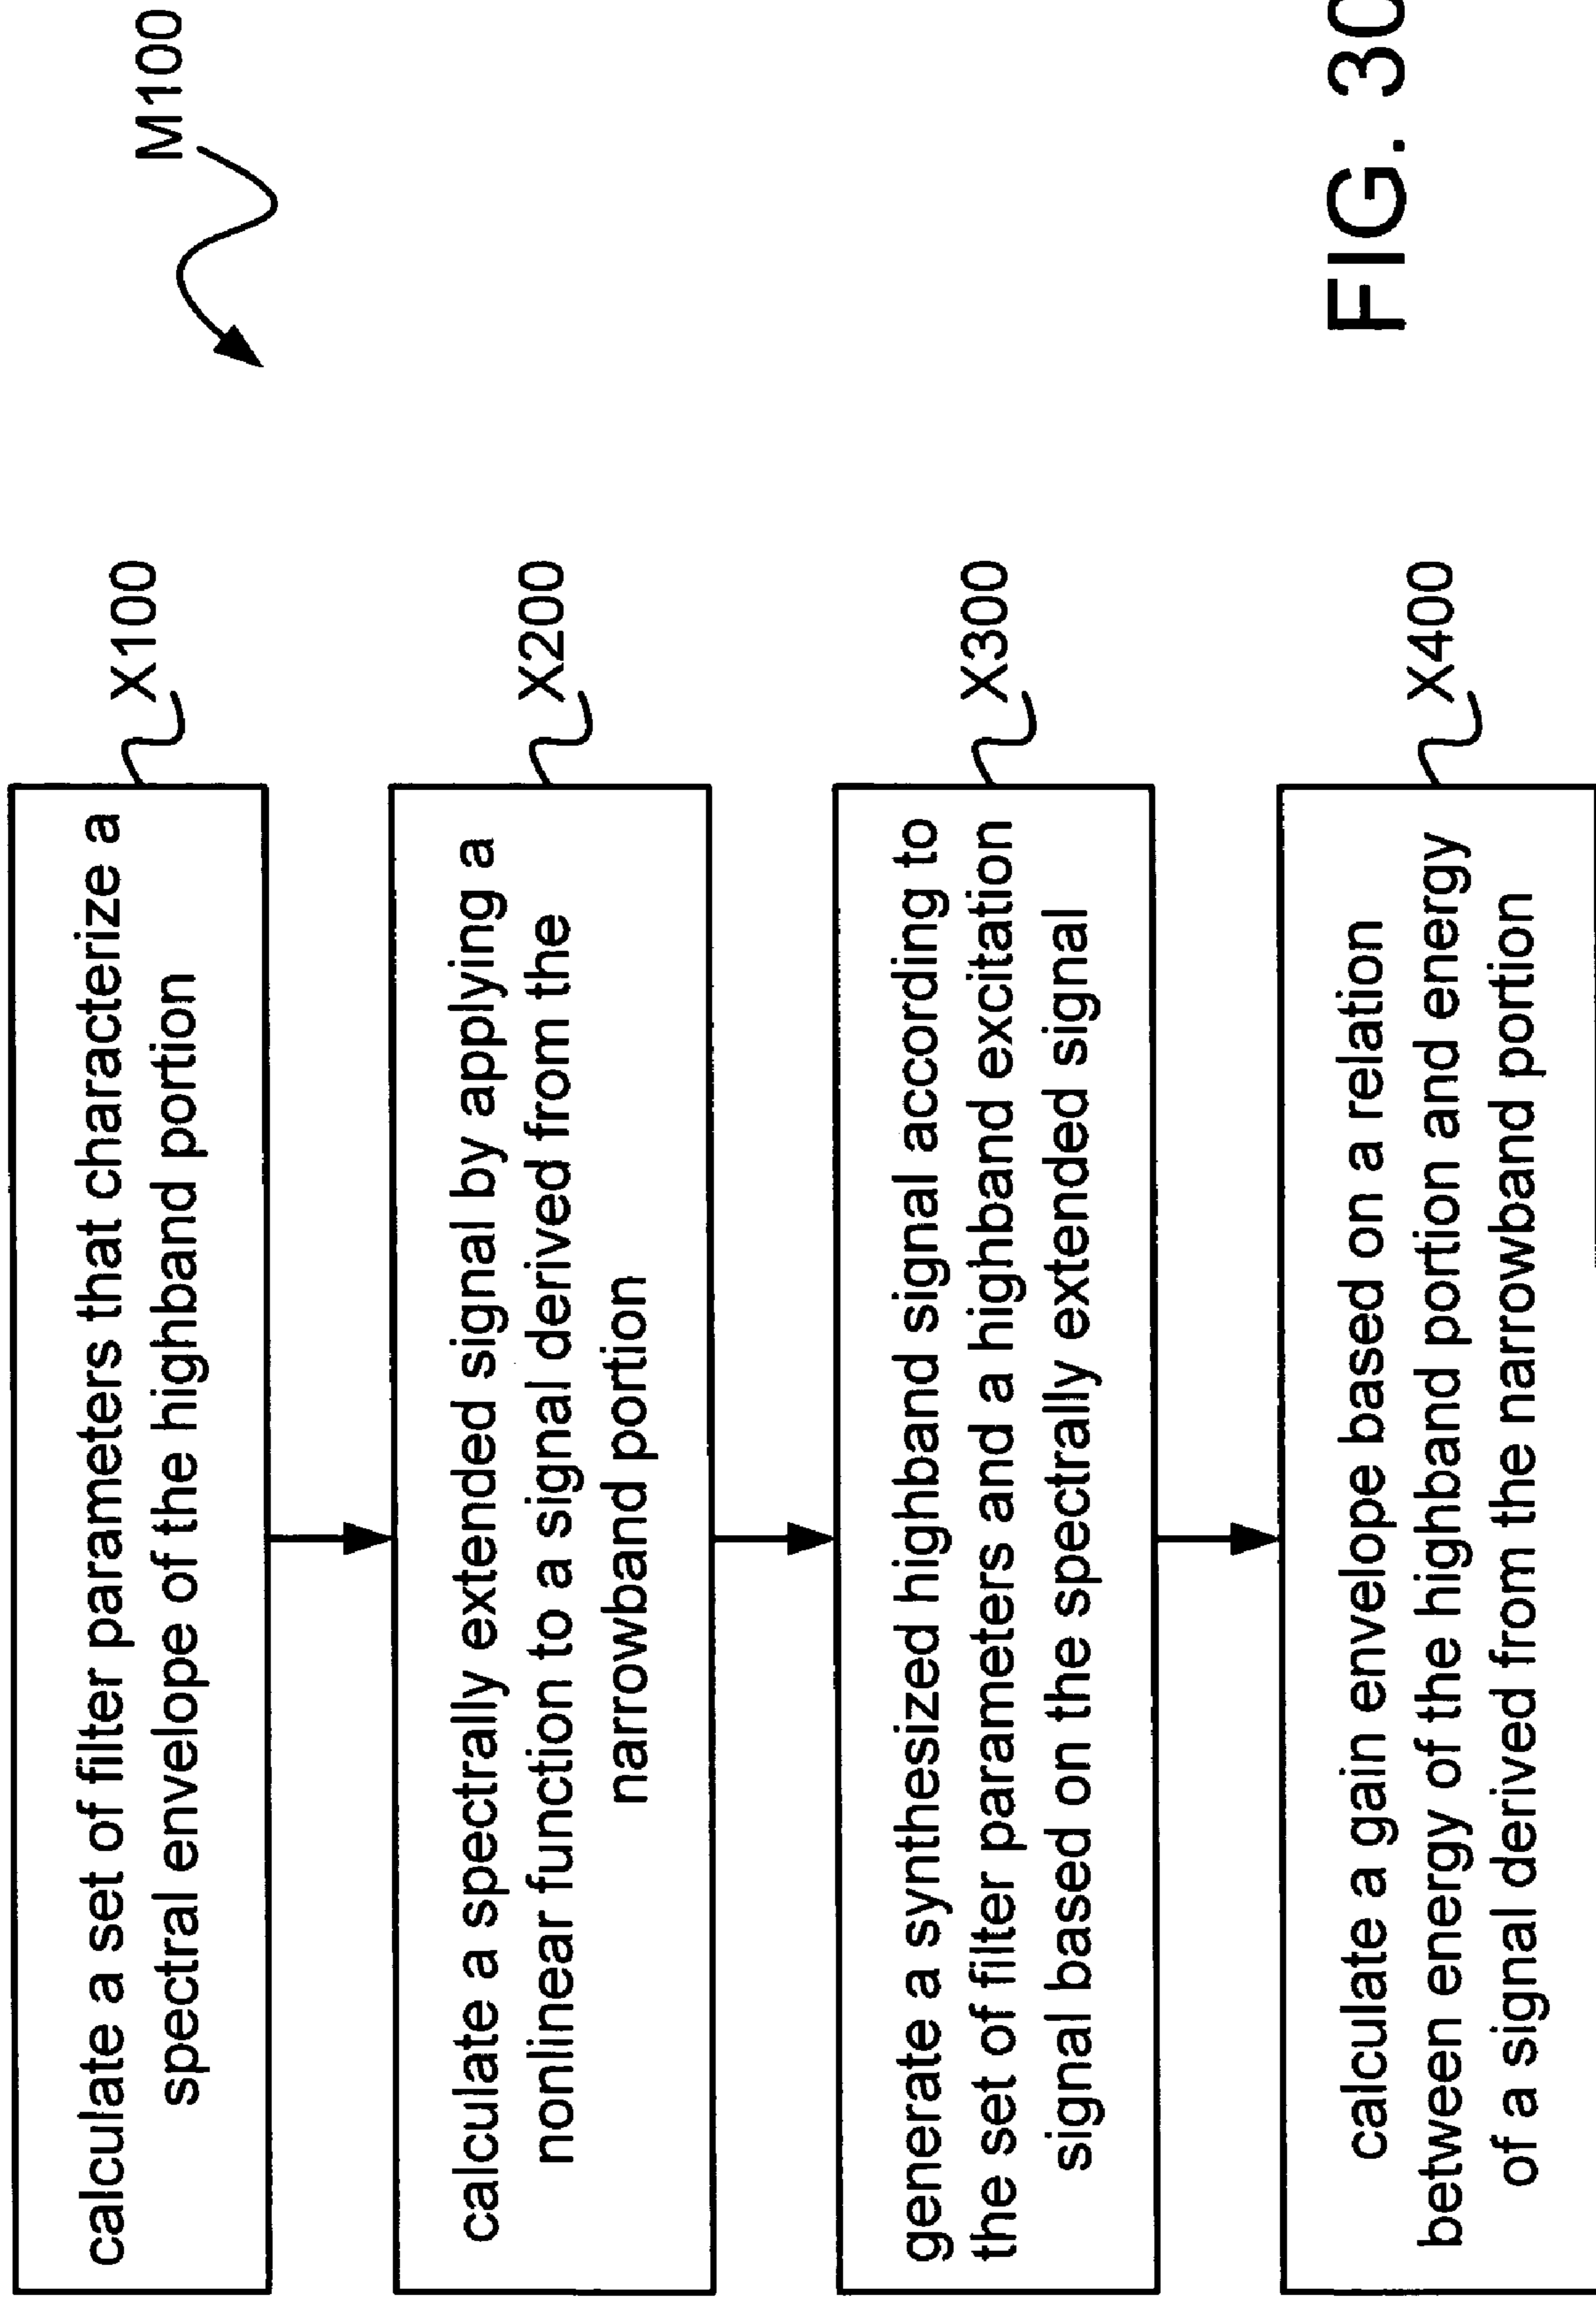 M100
X100
calculate a set of filter parameters that characterize a
spectral envelope of the highband portion
X200
calculate a spectrally extended signal by applying a
nonlinear function to a signal derived from the
narrowband portion
X300
generate a synthesized highband signal according to
the set of filter parameters and a highband excitation
signal based on the spectrally extended signal
X400
calculate a gain envelope based on a relation
between energy of the highband portion and energy
of a signal derived from the narrowband portion
FIG. 30